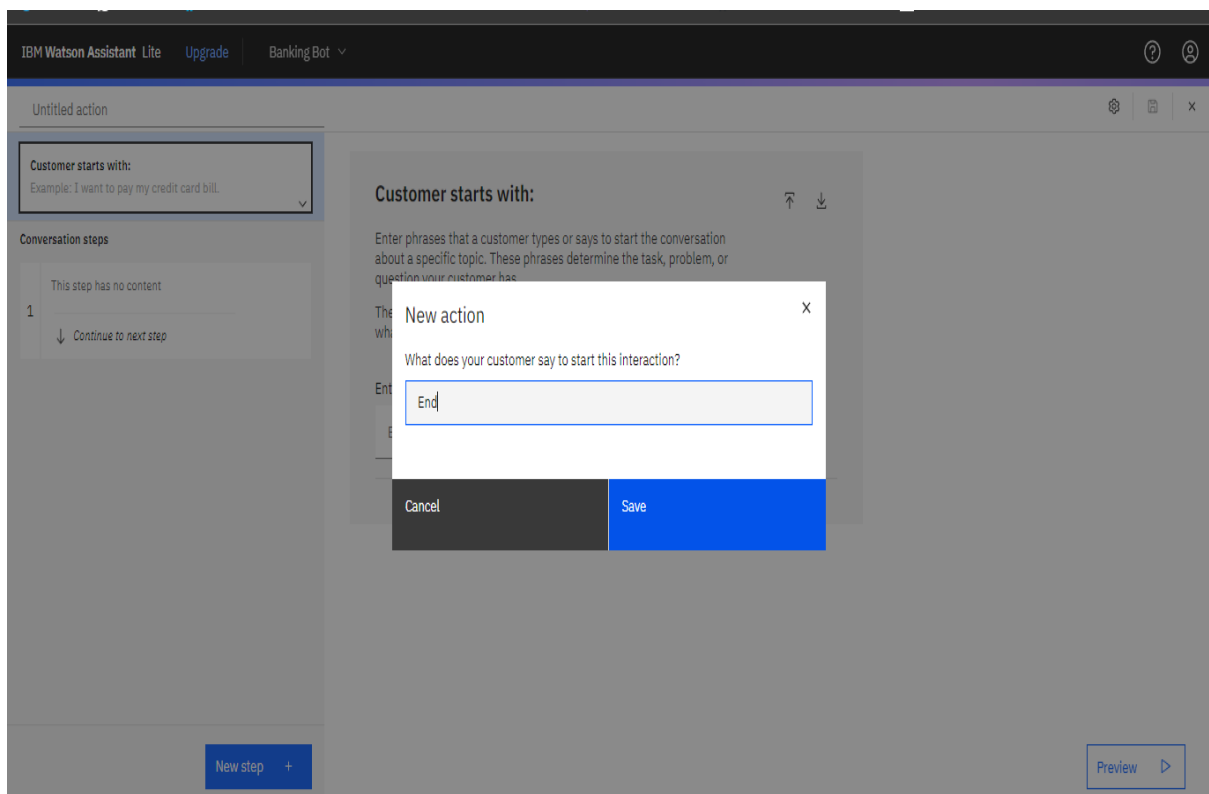 IBM Watson Assistant Lite Upgrade Banking Bot
Untitled action
Customer starts with:
Example: I want to pay my credit card bill.
Conversation steps
This step has no content
1
Continue to next step
New step +
Customer starts with:
Enter phrases that a customer types or says to start the conversation
about a specific topic. These phrases determine the task, problem, or
question your customer has
The
wha
Ent
New action
What does your customer say to start this interaction?
End
Cancel
Save
Preview